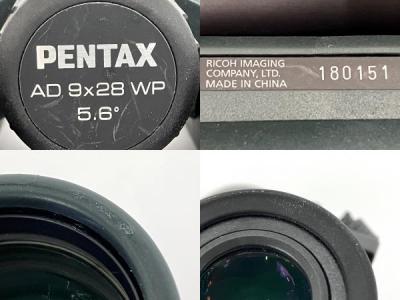 PENTAX
AD 9x28 WP
5.6°
RICOH IMAGING
COMPANY, LTD.
MADE IN CHINA
180151